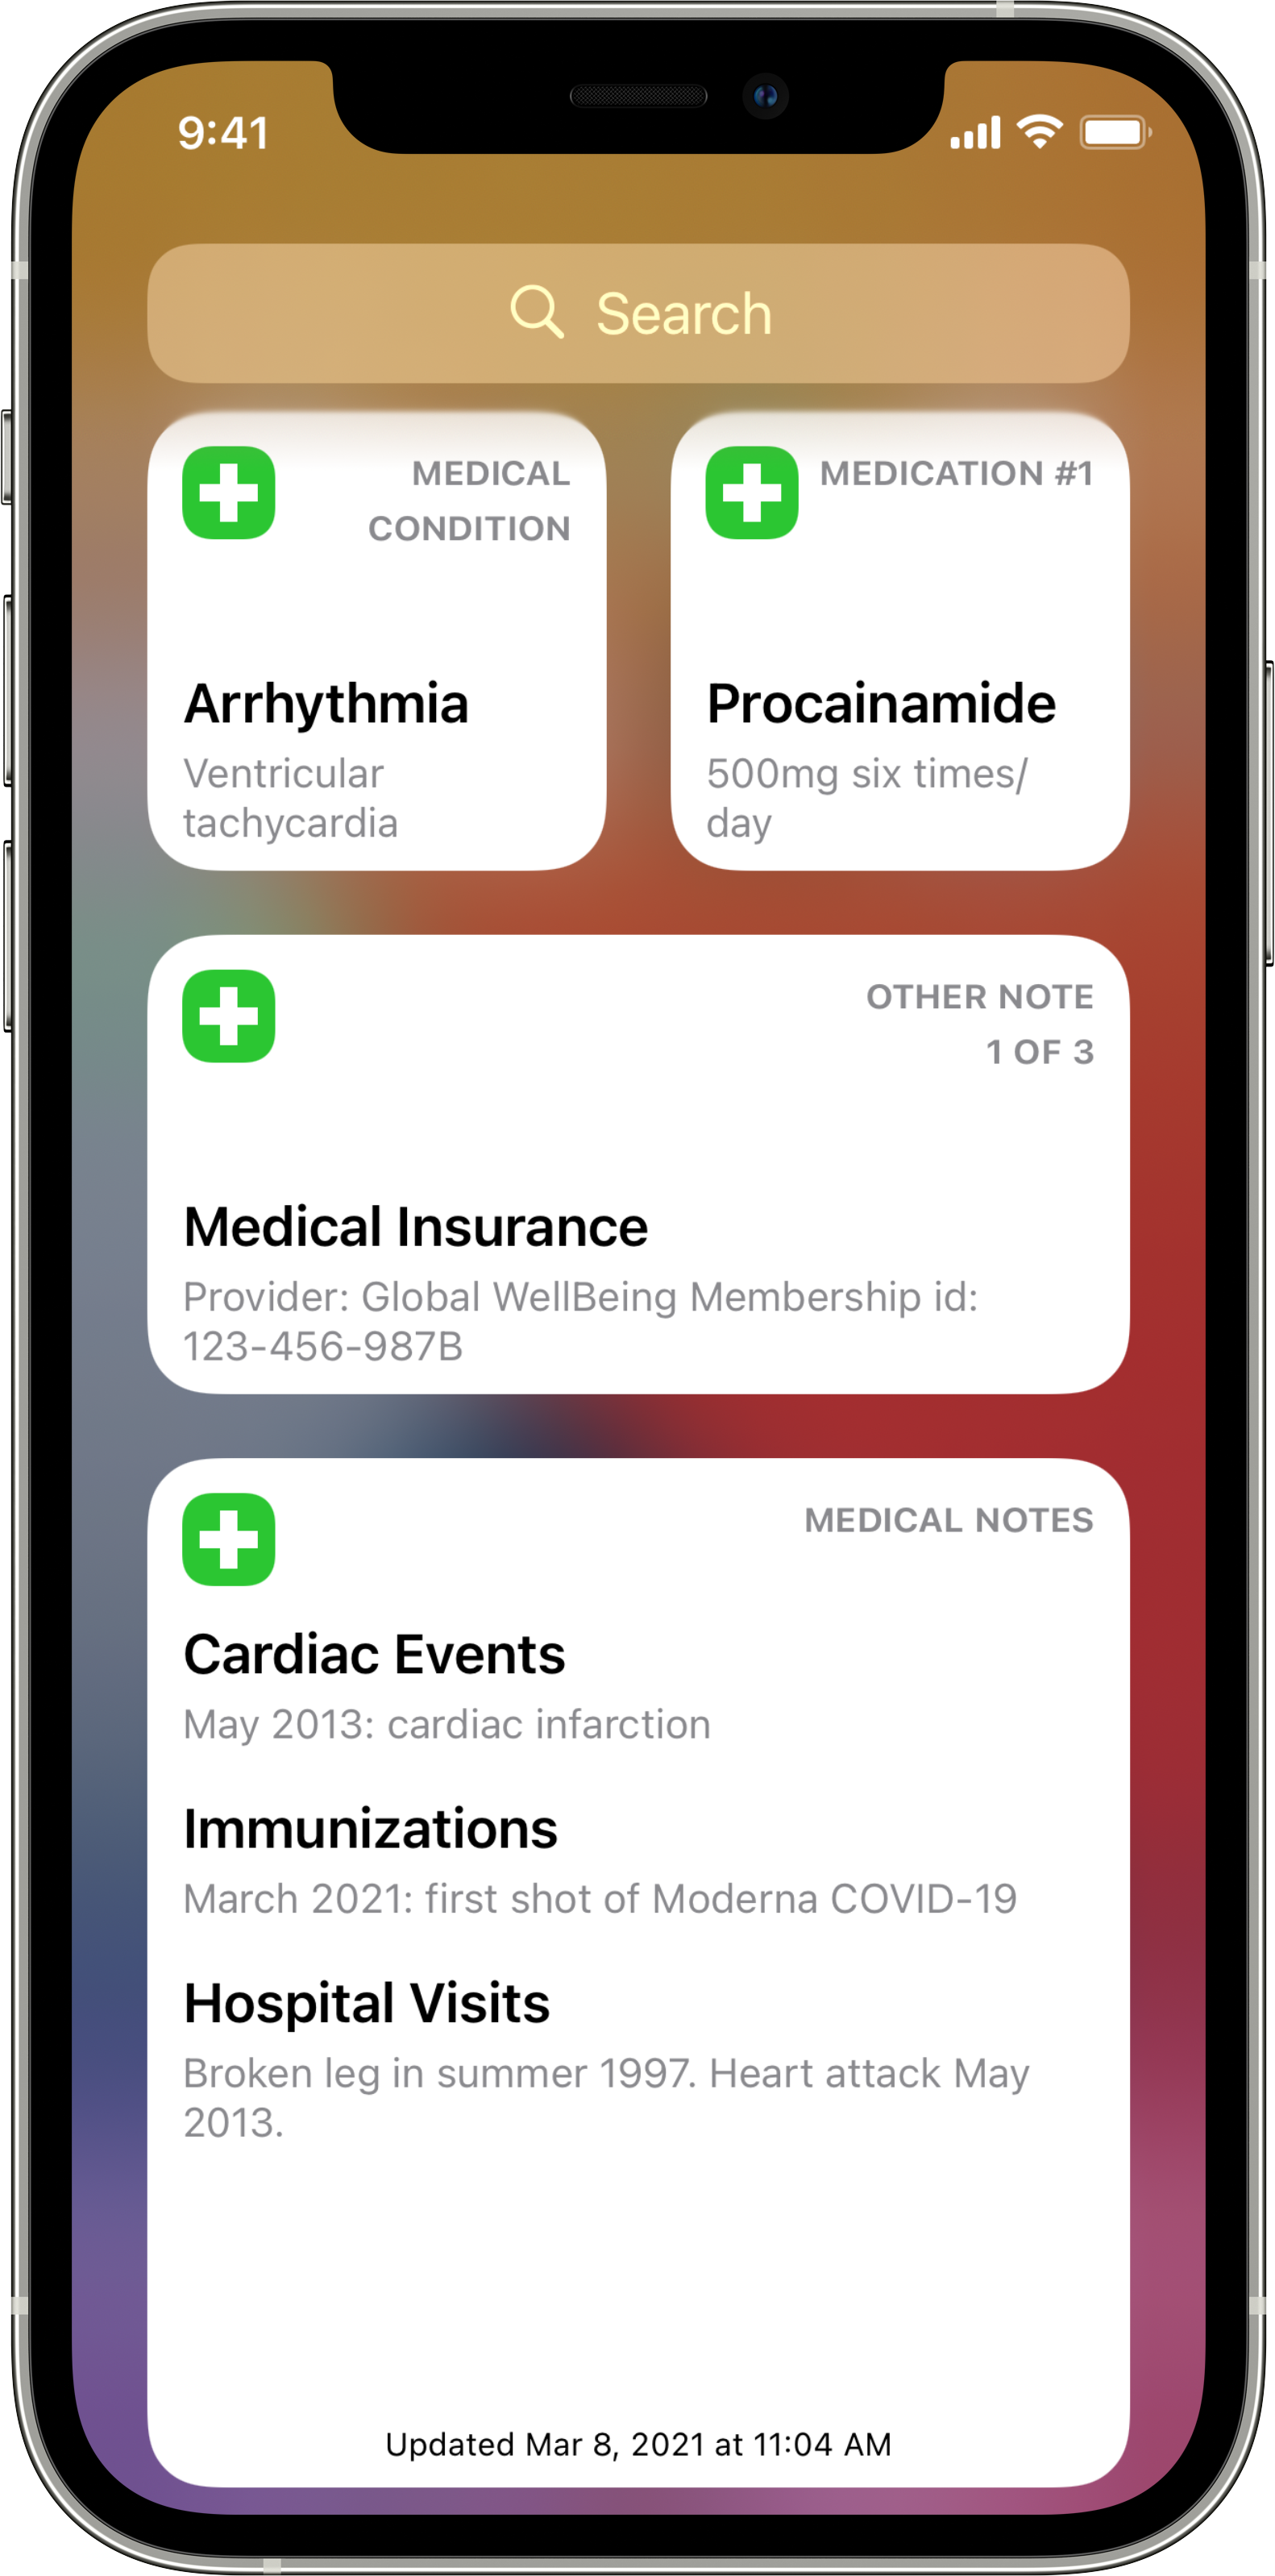 9:41
Search
MEDICAL
CONDITION
Arrhythmia
Ventricular
tachycardia
MEDICATION #1
Procainamide
500mg six times/
day
OTHER NOTE
1 OF 3
Medical Insurance
Provider: Global WellBeing Membership id:
123-456-987B
MEDICAL NOTES
Cardiac Events
May 2013: cardiac infarction
Immunizations
March 2021: first shot of Moderna COVID-19
Hospital Visits
Broken leg in summer 1997. Heart attack May
2013.
Updated Mar 8, 2021 at 11:04 AM